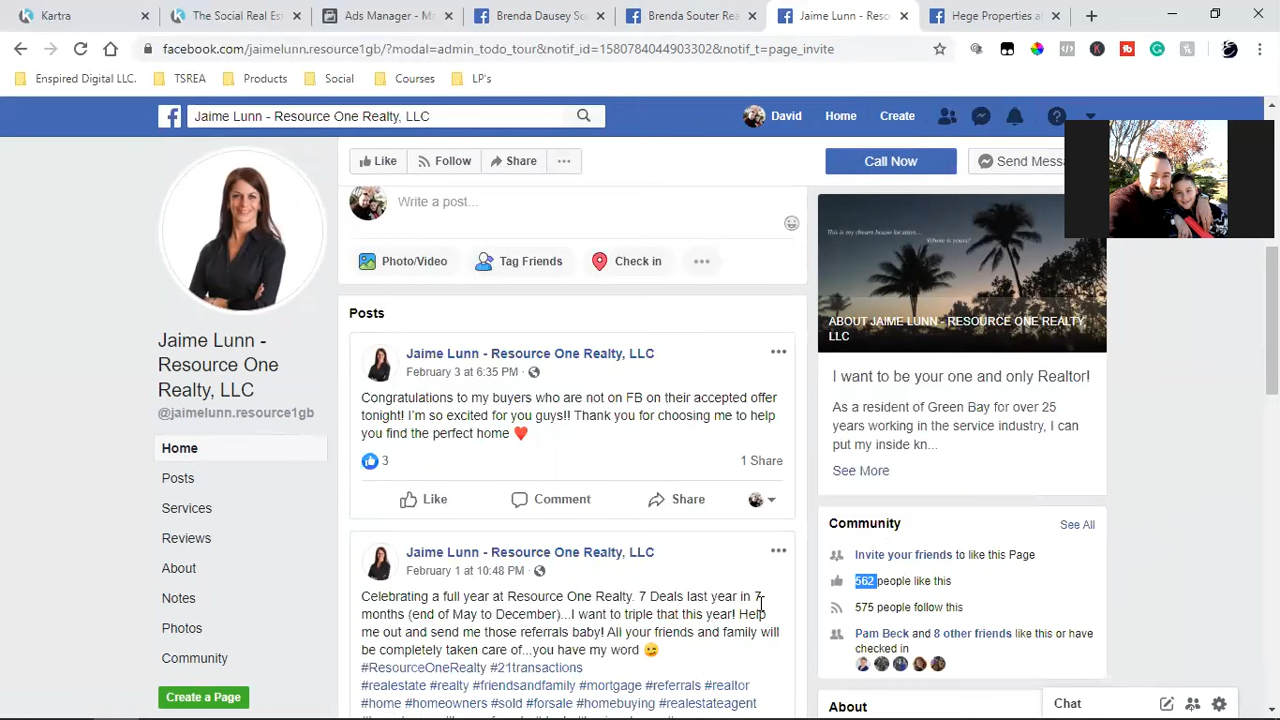 Kartra
The Social Real Est
Ads Manager - M
Brenda Dausey So
Brenda Souter Rea
Jaime Lunn - Reso
Hege Properties a
facebook.com/jaimelunn.resource1gb/?modal=admin_todo_tour&notif_id=1580784044903302&notif_t=page_invite
Enspired Digital LLC.
TSREA
Products
Social
Courses
LP's
Jaime Lunn - Resource One Realty, LLC
David
Home
Create
Like
Follow
Share
Call Now
Send Mess
Write a post...
Photo/Video
Tag Friends
Check in
Jaime Lunn -
Resource One
Realty, LLC
@jaimelunn.resource1gb
Home
Posts
Services
Reviews
About
Notes
Photos
Community
Create a Page
Posts
Jaime Lunn - Resource One Realty, LLC
February 3 at 6:35 PM ·
Congratulations to my buyers who are not on FB on their accepted offer
tonight! I'm so excited for you guys!! Thank you for choosing me to help
you find the perfect home ❤️
3
1 Share
Like
Comment
Share
Jaime Lunn - Resource One Realty, LLC
February 1 at 10:48 PM ·
Celebrating a full year at Resource One Realty. 7 Deals last year in 7
months (end of May to December)...I want to triple that this year! Help
me out and send me those referrals baby! All your friends and family will
be completely taken care of...you have my word 😉
#ResourceOneRealty #21transactions
#realestate #realty #friendsandfamily #mortgage #referrals #realtor
#home #homeowners #sold #forsale #homebuying #realestateagent
This is my dream house location....
Where is yours?
ABOUT JAIME LUNN - RESOURCE ONE REALTY,
LLC
I want to be your one and only Realtor!
As a resident of Green Bay for over 25
years working in the service industry, I can
put my inside kn...
See More
Community
See All
Invite your friends to like this Page
562 people like this
575 people follow this
Pam Beck and 8 other friends like this or have
checked in
About
Chat